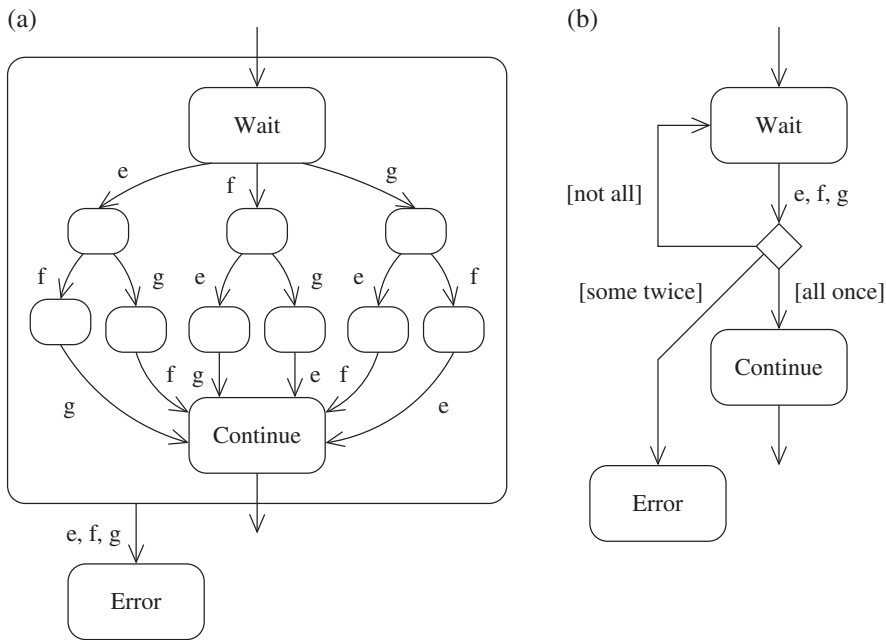 (a)
Wait
e
f
g
f
g
e
g
e
f
g
f
g
e
f
e
Continue
e, f, g
Error
(b)
Wait
[not all]
e, f, g
[some twice]
[all once]
Continue
Error